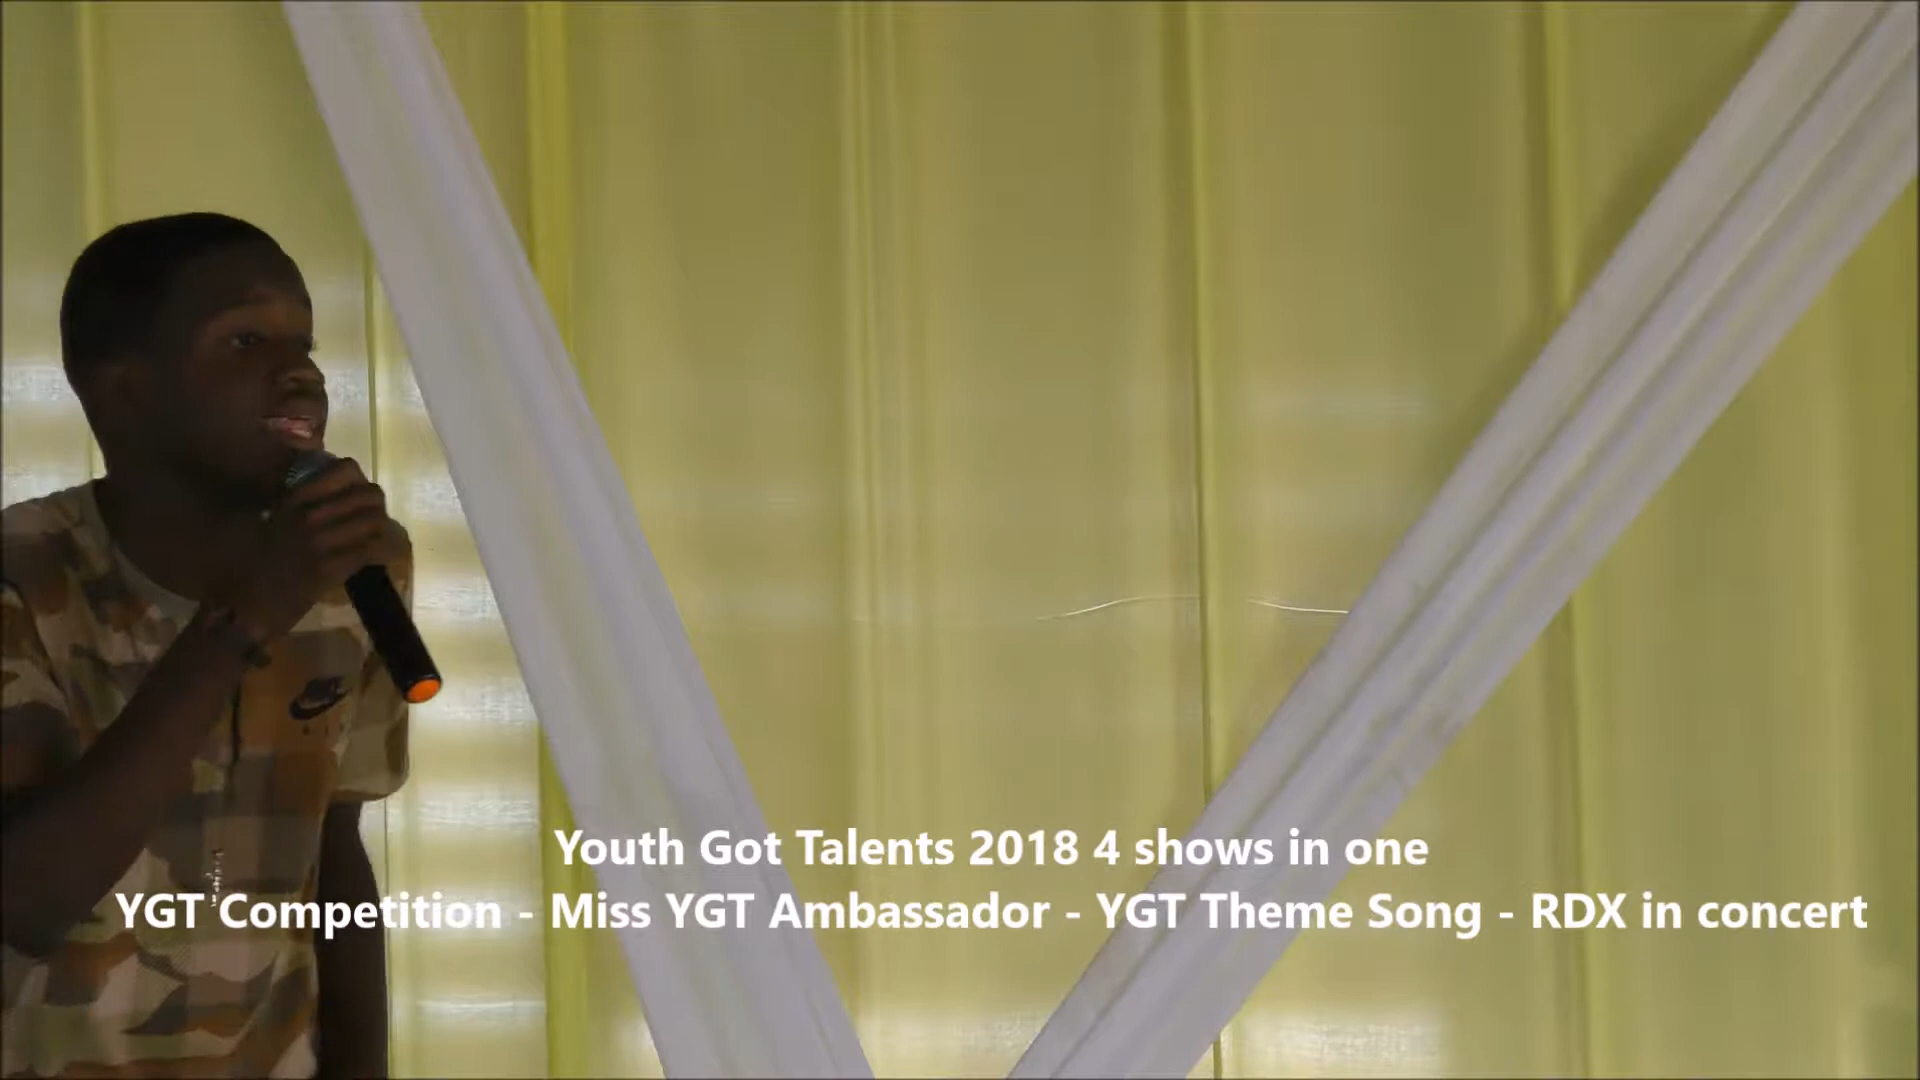 Youth Got Talents 2018 4 shows in one
YGT Competition - Miss YGT Ambassador - YGT Theme Song - RDX in concert